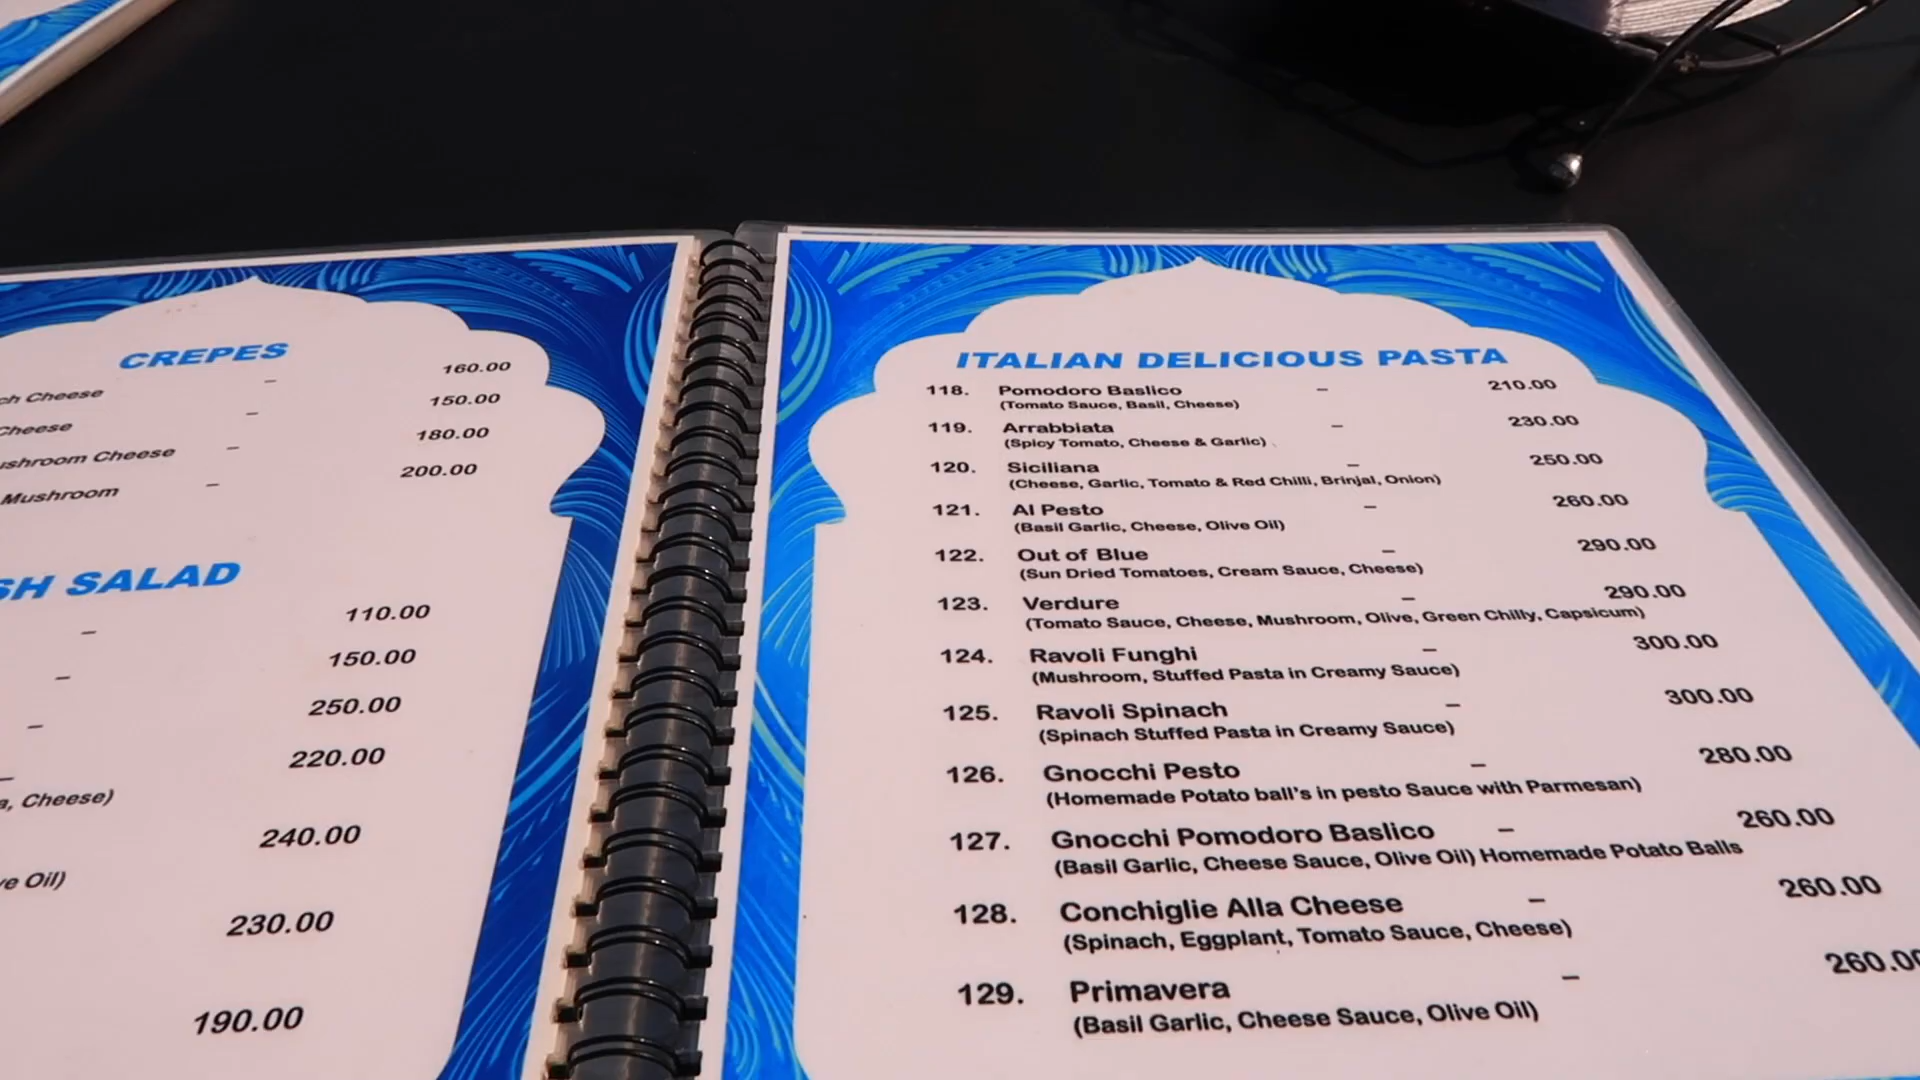 CREPES
ch Cheese – 160.00
Cheese – 150.00
ushroom Cheese – 180.00
Mushroom – 200.00
SH SALAD
– 110.00
– 150.00
– 250.00
– 220.00
a, Cheese)
240.00
ve Oil)
230.00
190.00
ITALIAN DELICIOUS PASTA
118. Pomodoro Baslico – 210.00
(Tomato Sauce, Basil, Cheese)
119. Arrabbiata – 230.00
(Spicy Tomato, Cheese & Garlic)
120. Siciliana – 250.00
(Cheese, Garlic, Tomato & Red Chilli, Brinjal, Onion)
121. Al Pesto – 260.00
(Basil Garlic, Cheese, Olive Oil)
122. Out of Blue – 290.00
(Sun Dried Tomatoes, Cream Sauce, Cheese)
123. Verdure – 290.00
(Tomato Sauce, Cheese, Mushroom, Olive, Green Chilly, Capsicum)
124. Ravoli Funghi – 300.00
(Mushroom, Stuffed Pasta in Creamy Sauce)
125. Ravoli Spinach – 300.00
(Spinach Stuffed Pasta in Creamy Sauce)
126. Gnocchi Pesto – 280.00
(Homemade Potato ball's in pesto Sauce with Parmesan)
127. Gnocchi Pomodoro Baslico – 260.00
(Basil Garlic, Cheese Sauce, Olive Oil) Homemade Potato Balls
128. Conchiglie Alla Cheese – 260.00
(Spinach, Eggplant, Tomato Sauce, Cheese)
129. Primavera – 260.00
(Basil Garlic, Cheese Sauce, Olive Oil)